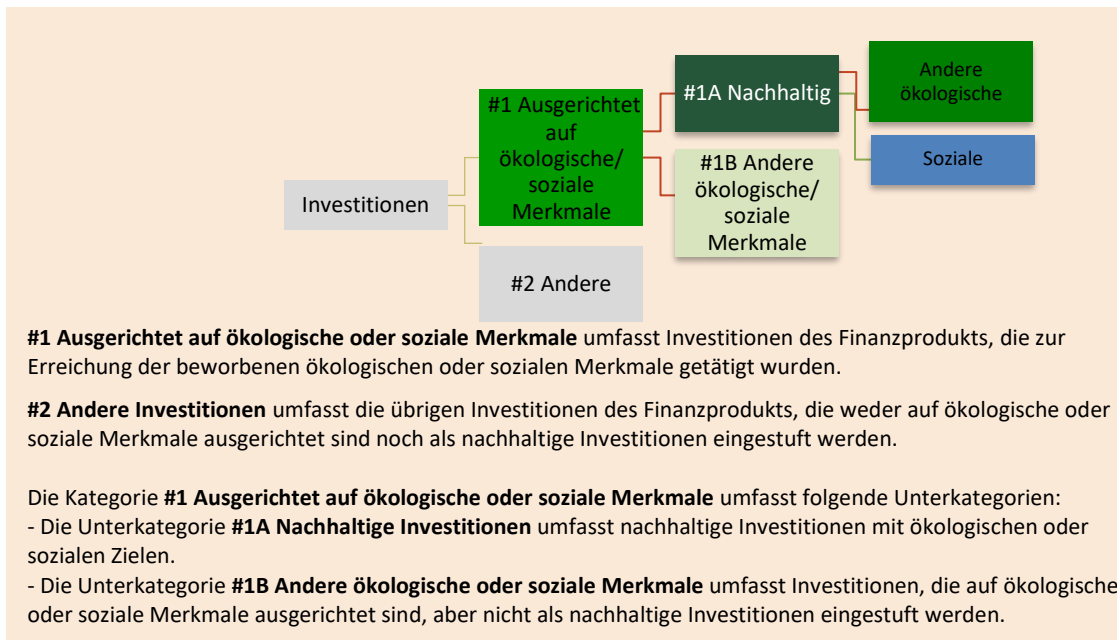 Investitionen
#1 Ausgerichtet
auf
ökologische/
soziale
Merkmale
#2 Andere
#1A Nachhaltig
#1B Andere
ökologische/
soziale
Merkmale
Andere
ökologische
Soziale
#1 Ausgerichtet auf ökologische oder soziale Merkmale umfasst Investitionen des Finanzprodukts, die zur
Erreichung der beworbenen ökologischen oder sozialen Merkmale getätigt wurden.
#2 Andere Investitionen umfasst die übrigen Investitionen des Finanzprodukts, die weder auf ökologische oder
soziale Merkmale ausgerichtet sind noch als nachhaltige Investitionen eingestuft werden.
Die Kategorie #1 Ausgerichtet auf ökologische oder soziale Merkmale umfasst folgende Unterkategorien:
- Die Unterkategorie #1A Nachhaltige Investitionen umfasst nachhaltige Investitionen mit ökologischen oder
sozialen Zielen.
- Die Unterkategorie #1B Andere ökologische oder soziale Merkmale umfasst Investitionen, die auf ökologische
oder soziale Merkmale ausgerichtet sind, aber nicht als nachhaltige Investitionen eingestuft werden.